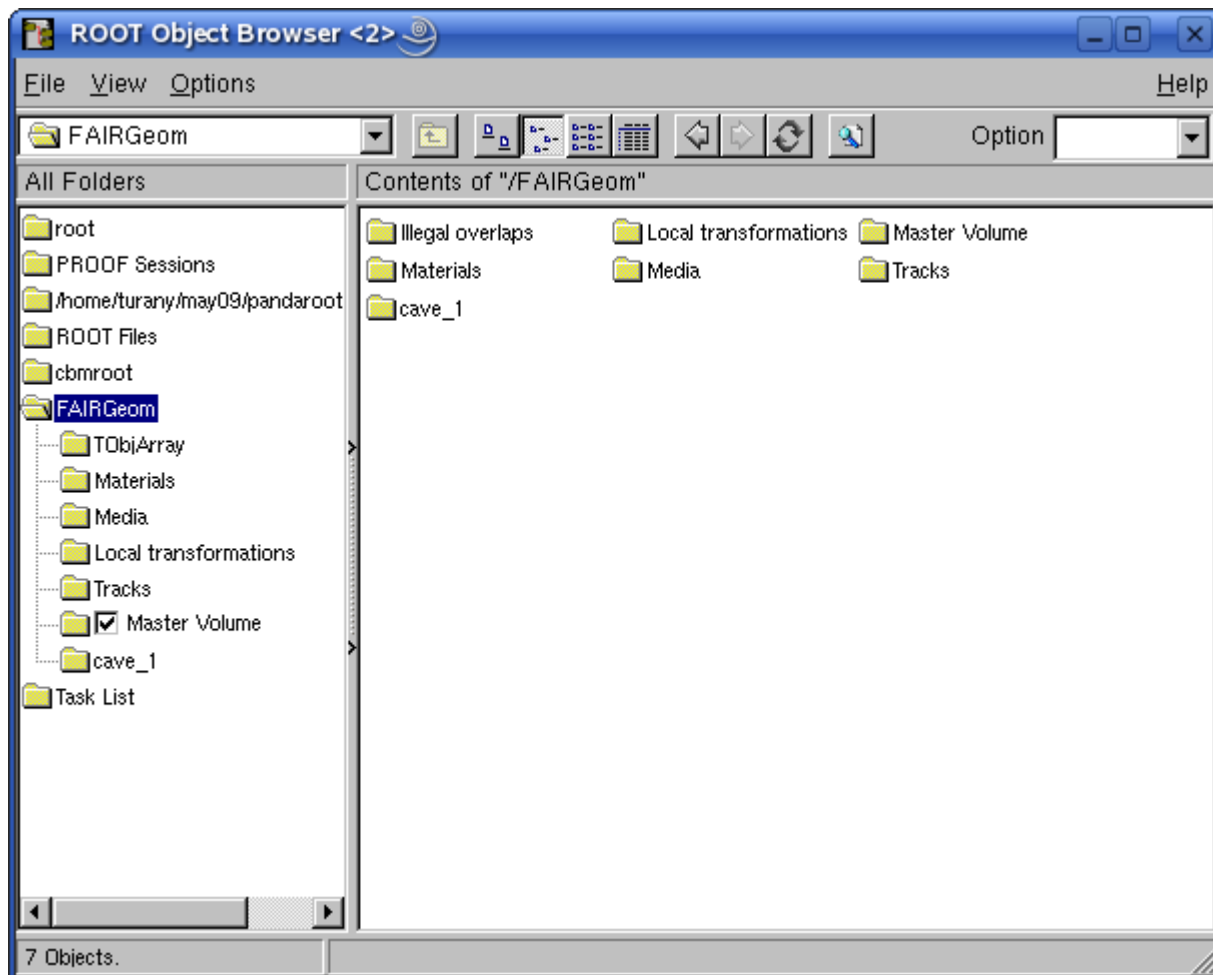 ROOT Object Browser <2>
File View Options Help
FAIRGeom Option
All Folders
Contents of "/FAIRGeom"
root
PROOF Sessions
/home/turany/may09/pandaroot
ROOT Files
cbmroot
FAIRGeom
TObjArray
Materials
Media
Local transformations
Tracks
Master Volume
cave_1
Task List
Illegal overlaps Local transformations Master Volume
Materials Media Tracks
cave_1
7 Objects.